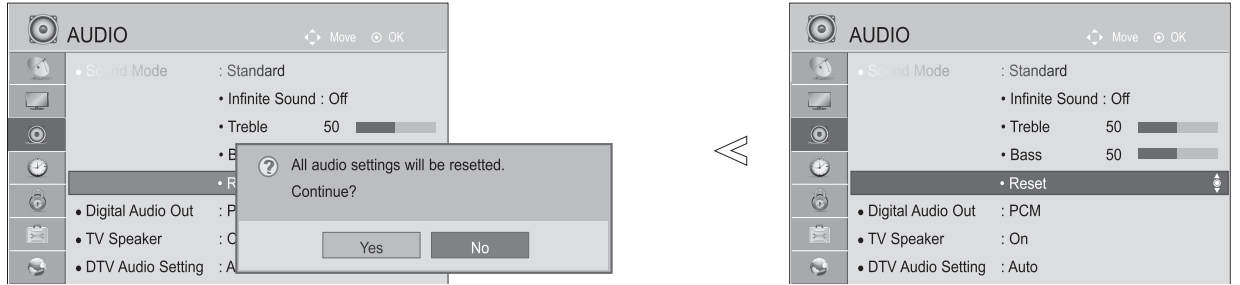 AUDIO
Move OK
• Sound Mode : Standard
• Infinite Sound : Off
• Treble 50
• B
• R
• Digital Audio Out : P
• TV Speaker : O
• DTV Audio Setting : A
? All audio settings will be resetted.
Continue?
Yes No
AUDIO
Move OK
• Sound Mode : Standard
• Infinite Sound : Off
• Treble 50
• Bass 50
• Reset
• Digital Audio Out : PCM
• TV Speaker : On
• DTV Audio Setting : Auto